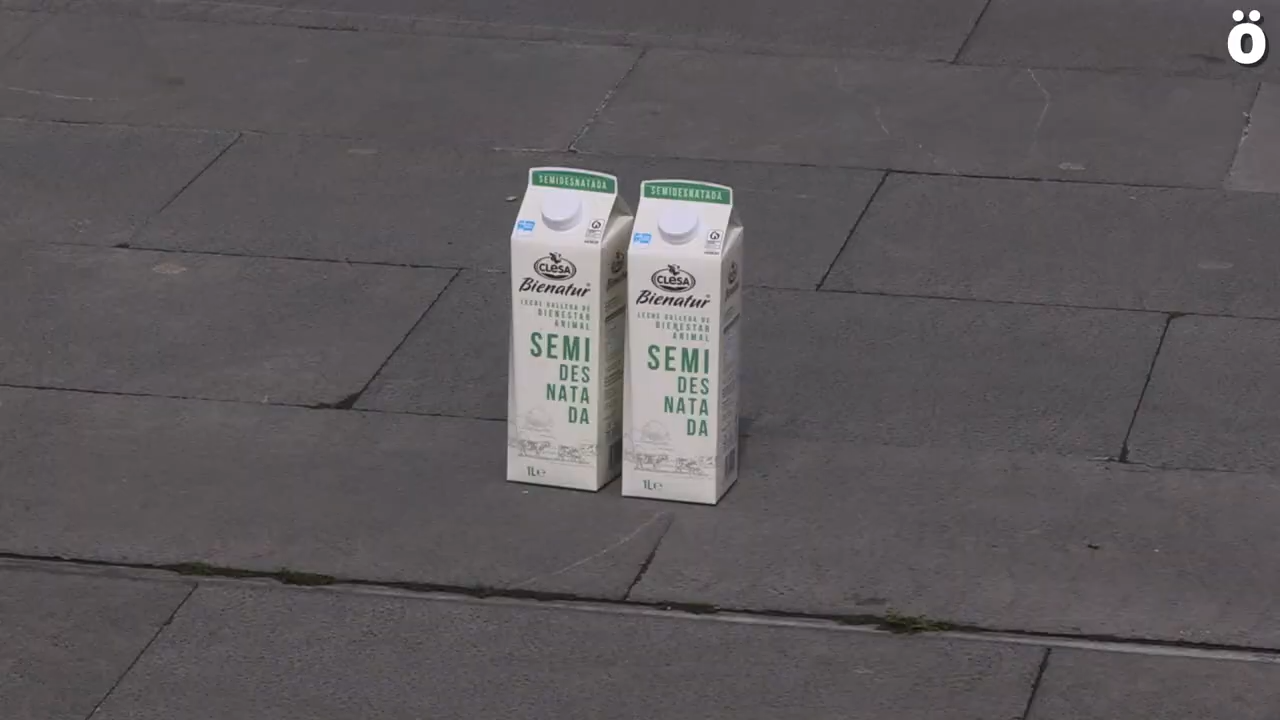 ö
SEMIDESNATADA
CLESA
Bienatur
LECHE GALLEGA DE
BIENESTAR
ANIMAL
SEMI
DES
NATA
DA
1L℮
SEMIDESNATADA
CLESA
Bienatur
LECHE GALLEGA DE
BIENESTAR
ANIMAL
SEMI
DES
NATA
DA
1L℮